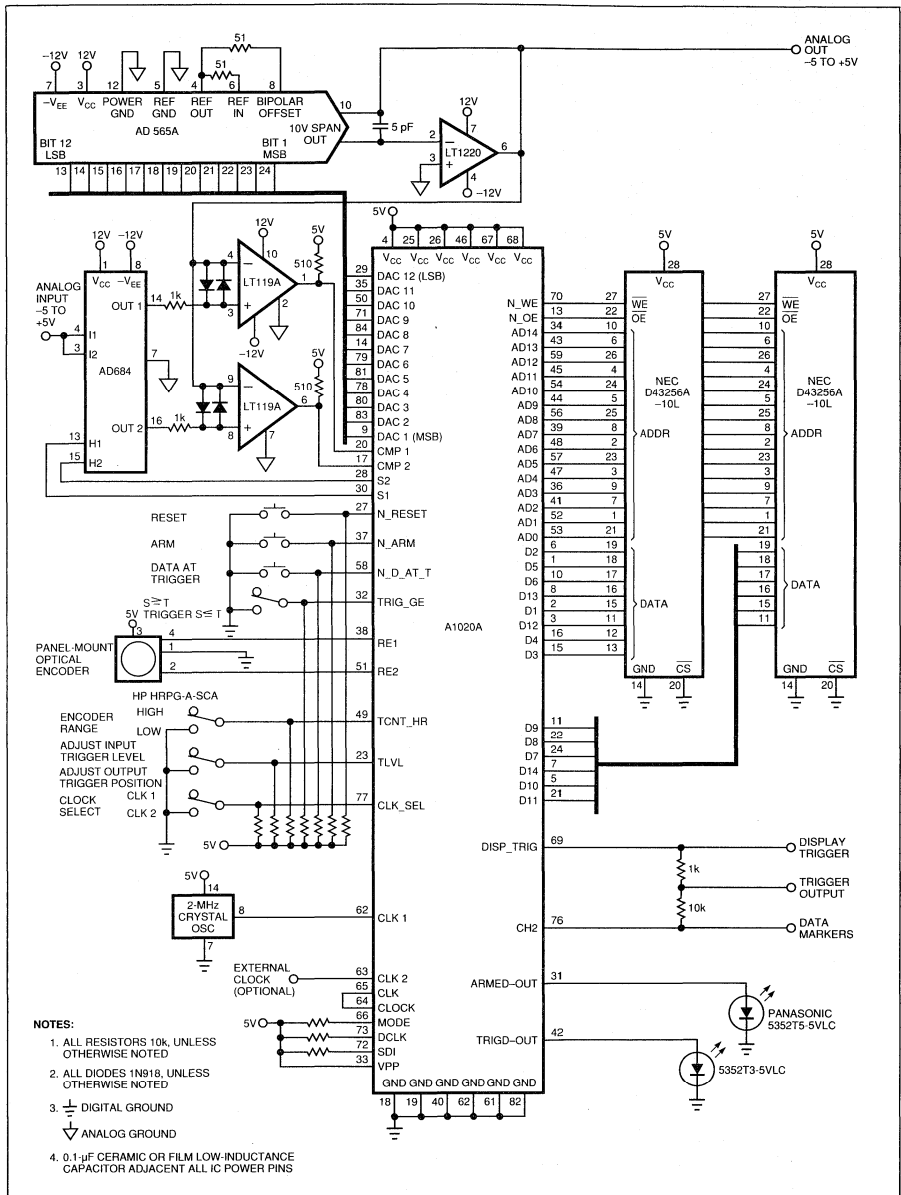 51
51
-12V
12V
7 3 12 5 4 6 8
-VEE VCC POWER GND REF GND REF OUT REF IN BIPOLAR OFFSET
10
AD 565A
10V SPAN OUT
BIT 12 LSB
BIT 1 MSB
13 14 15 16 17 18 19 20 21 22 23 24
5 pF
12V
7
2
3
LT1220
6
4
-12V
ANALOG OUT
-5 TO +5V
12V -12V
1 8
VCC -VEE
ANALOG INPUT
-5 TO +5V
4 I1
3 I2
7
AD684
OUT 1 14 1k
OUT 2 16 1k
13 H1
15 H2
12V
10
4
3
LT119A
1
2
-12V
5V
510
9
8
LT119A
6
7
5V
510
5V
4 25 26 46 67 68
VCC VCC VCC VCC VCC VCC
29 DAC 12 (LSB)
35 DAC 11
50 DAC 10
71 DAC 9
84 DAC 8
14 DAC 7
79 DAC 6
81 DAC 5
78 DAC 4
80 DAC 3
83 DAC 2
9 DAC 1 (MSB)
20 CMP 1
17 CMP 2
28 S2
30 S1
RESET 27 N_RESET
ARM 37 N_ARM
DATA AT TRIGGER 58 N_D_AT_T
S≥T
TRIGGER S≤T 32 TRIG_GE
A1020A
5V
3
PANEL-MOUNT OPTICAL ENCODER
4 38 RE1
1
2 51 RE2
HP HRPG-A-SCA
ENCODER RANGE HIGH LOW 49 TCNT_HR
ADJUST INPUT TRIGGER LEVEL
ADJUST OUTPUT TRIGGER POSITION
23 TLVL
CLOCK SELECT CLK 1 CLK 2 77 CLK_SEL
5V
5V
14
2-MHz CRYSTAL OSC
8
7
62 CLK 1
EXTERNAL CLOCK (OPTIONAL)
63 CLK 2
65 CLK
64 CLOCK
5V
66 MODE
73 DCLK
72 SDI
33 VPP
GND GND GND GND GND GND
18 19 40 62 61 82
N_WE 70 27 WE 27 WE
N_OE 13 22 OE 22 OE
AD14 34 10 10
AD13 43 6 6
AD12 59 26 26
AD11 45 4 4
AD10 54 24 24
AD9 44 5 5
AD8 56 25 25
AD7 39 8 8
AD6 48 2 2
AD5 57 23 23
AD4 47 3 3
AD3 36 9 9
AD2 41 7 7
AD1 52 1 1
AD0 53 21 21
D2 6 19 19
D5 1 18 18
D6 10 17 17
D13 8 16 16
D1 2 15 15
D12 3 11 11
D4 16 12
D3 15 13
5V
28
VCC
NEC
D43256A
-10L
ADDR
DATA
GND CS
14 20
5V
28
VCC
NEC
D43256A
-10L
ADDR
DATA
GND CS
14 20
D9 11
D8 22
D7 24
D14 7
D10 5
D11 21
DISP_TRIG 69
DISPLAY TRIGGER
1k
TRIGGER OUTPUT
10k
CH2 76
DATA MARKERS
ARMED-OUT 31
PANASONIC
5352T5-5VLC
TRIGD-OUT 42
5352T3-5VLC
NOTES:
1. ALL RESISTORS 10k, UNLESS
OTHERWISE NOTED
2. ALL DIODES 1N918, UNLESS
OTHERWISE NOTED
3. DIGITAL GROUND
ANALOG GROUND
4. 0.1-µF CERAMIC OR FILM LOW-INDUCTANCE
CAPACITOR ADJACENT ALL IC POWER PINS